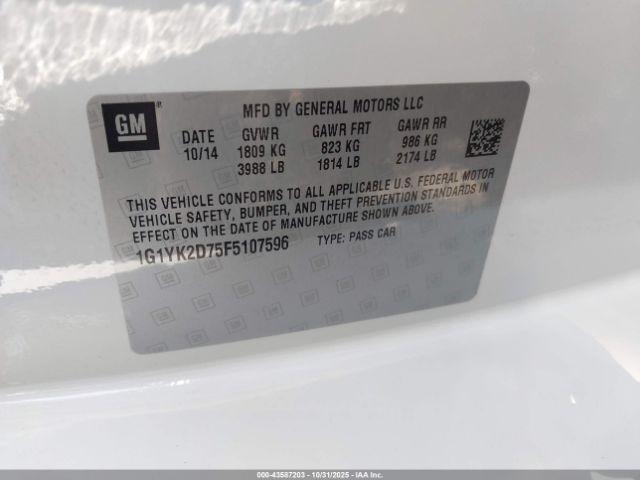 GM
MFD BY GENERAL MOTORS LLC
DATE GVWR GAWR FRT GAWR RR
10/14 1809 KG 823 KG 986 KG
3988 LB 1814 LB 2174 LB
THIS VEHICLE CONFORMS TO ALL APPLICABLE U.S. FEDERAL MOTOR
VEHICLE SAFETY, BUMPER, AND THEFT PREVENTION STANDARDS IN
EFFECT ON THE DATE OF MANUFACTURE SHOWN ABOVE.
1G1YK2D75F5107596 TYPE: PASS CAR
000-43587203 - 10/31/2025 - IAA Inc.